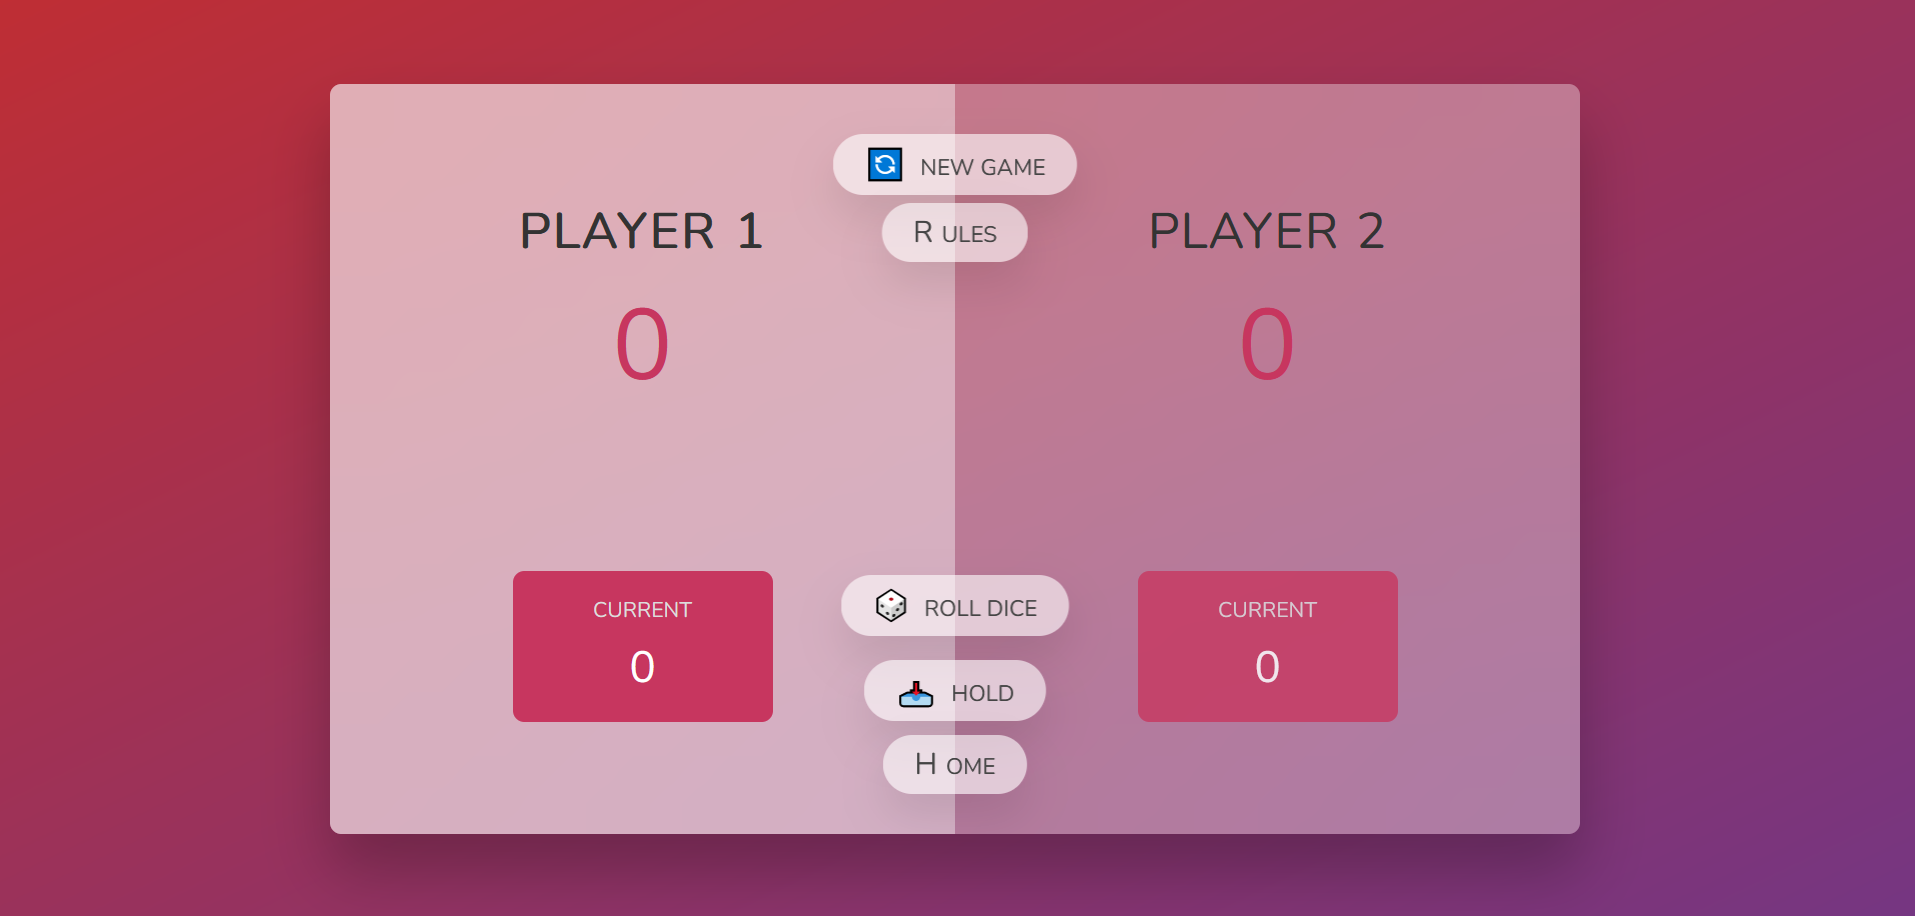 NEW GAME
R ULES
PLAYER 1
0
PLAYER 2
0
CURRENT
0
ROLL DICE
HOLD
H OME
CURRENT
0